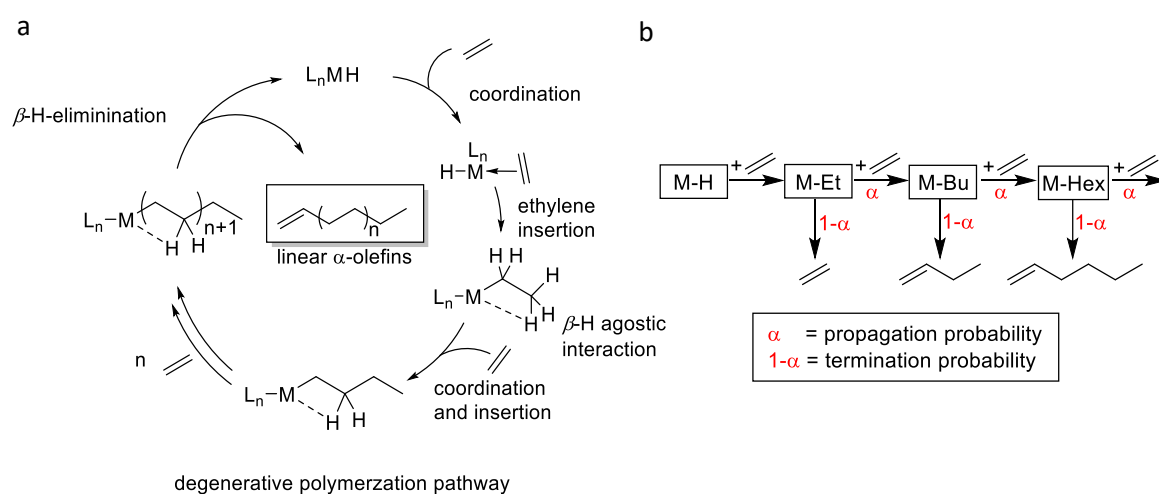 a
LnMH
coordination
β-H-eliminination
Ln
H-M
ethylene
insertion
Ln-M
n+1
H
H
n
linear α-olefins
H
H
H
Ln-M
H
H
β-H agostic
interaction
n
coordination
and insertion
Ln-M
H
H
degenerative polymerzation pathway
b
+
+
+
+
M-H
M-Et
M-Bu
M-Hex
α
α
α
1-α
1-α
1-α
α = propagation probability
1-α = termination probability